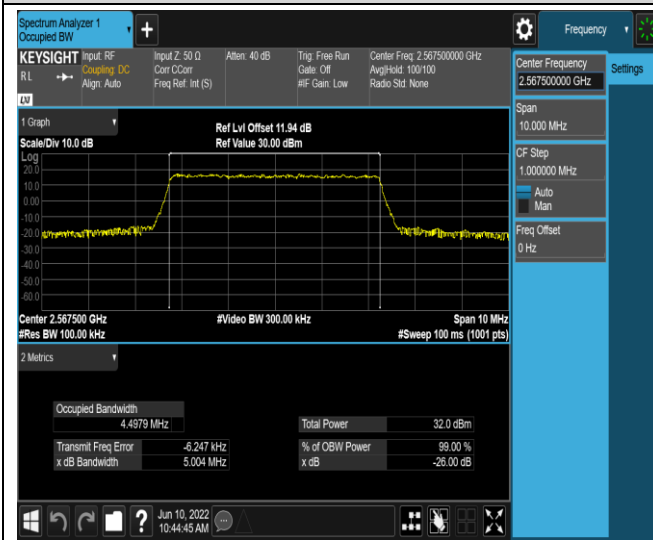 Spectrum Analyzer 1
Occupied BW
+
Frequency
KEYSIGHT
R L
LXI
Input: RF
Coupling: DC
Align: Auto
Input Z: 50 Ω
Corr CCorr
Freq Ref: Int (S)
Atten: 40 dB
Trig: Free Run
Gate: Off
#IF Gain: Low
Center Freq: 2.567500000 GHz
Avg|Hold: 100/100
Radio Std: None
Center Frequency
2.567500000 GHz
Settings
Span
10.000 MHz
CF Step
1.000000 MHz
Auto
Man
Freq Offset
0 Hz
1 Graph
Scale/Div 10.0 dB
Ref Lvl Offset 11.94 dB
Ref Value 30.00 dBm
Log
20.0
10.0
0.00
-10.0
-20.0
-30.0
-40.0
-50.0
-60.0
Center 2.567500 GHz
#Video BW 300.00 kHz
Span 10 MHz
#Res BW 100.00 kHz
#Sweep 100 ms (1001 pts)
2 Metrics
Occupied Bandwidth
4.4979 MHz
Total Power 32.0 dBm
Transmit Freq Error -6.247 kHz
% of OBW Power 99.00 %
x dB Bandwidth 5.004 MHz
x dB -26.00 dB
?
Jun 10, 2022
10:44:45 AM